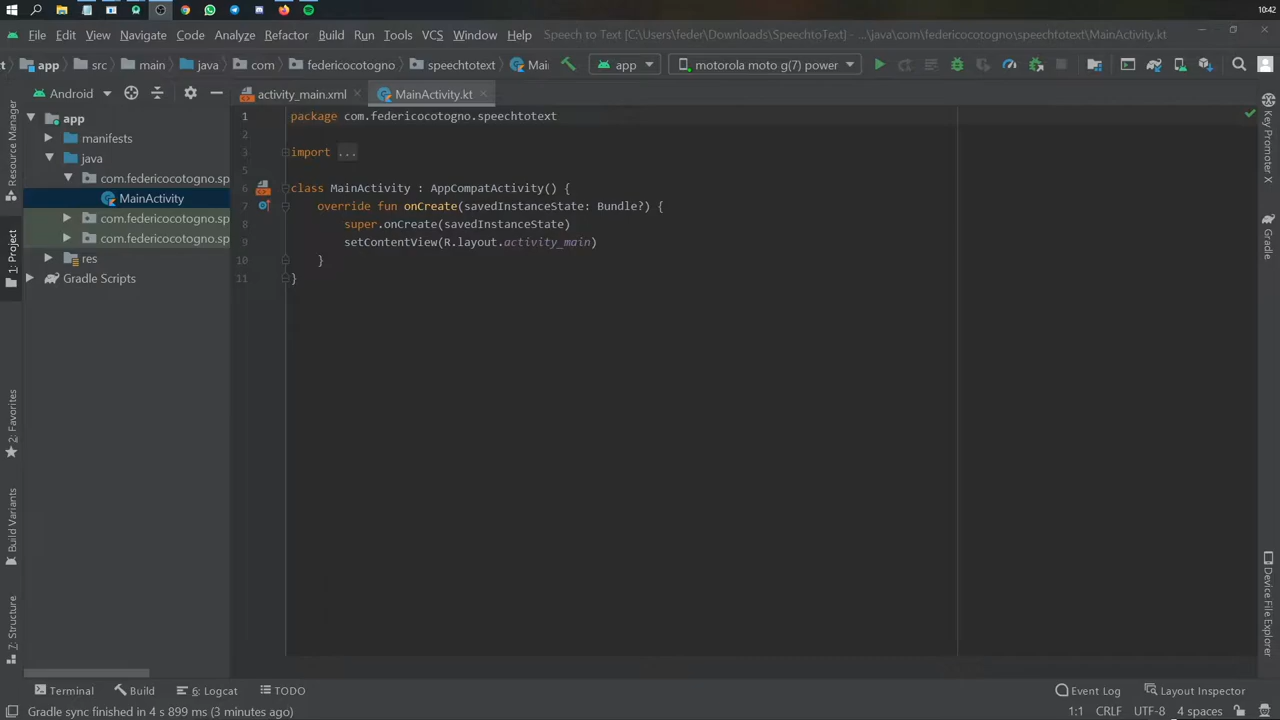 10:42
File Edit View Navigate Code Analyze Refactor Build Run Tools VCS Window Help Speech to Text [C:\Users\feder\Downloads\SpeechtoText] - ...\java\com\federicocotogno\speechtotext\MainActivity.kt
t app src main java com federicocotogno speechtotext Mai app motorola moto g(7) power
Android activity_main.xml MainActivity.kt
app
manifests
java
com.federicocotogno.sp
MainActivity
com.federicocotogno.sp
com.federicocotogno.sp
res
Gradle Scripts
1 package com.federicocotogno.speechtotext
2
3 import ...
5
6 class MainActivity : AppCompatActivity() {
7 override fun onCreate(savedInstanceState: Bundle?) {
8 super.onCreate(savedInstanceState)
9 setContentView(R.layout.activity_main)
10 }
11 }
Resource Manager
1: Project
2: Favorites
Build Variants
7: Structure
Key Promoter X
Gradle
Device File Explorer
Terminal Build 6: Logcat TODO Event Log Layout Inspector
Gradle sync finished in 4 s 899 ms (3 minutes ago) 1:1 CRLF UTF-8 4 spaces